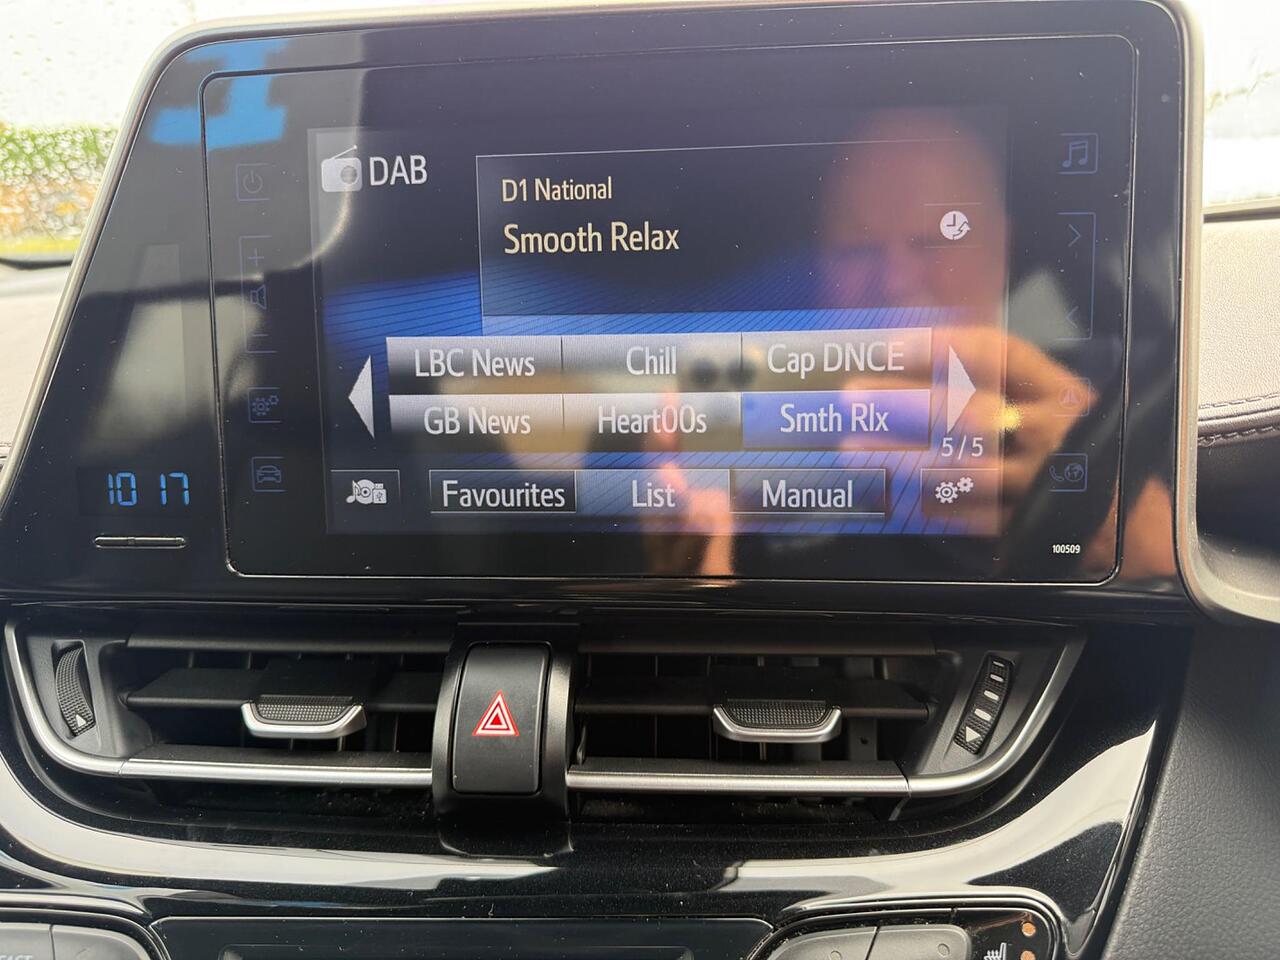 DAB
D1 National
Smooth Relax
LBC News Chill Cap DNCE
GB News Heart00s Smth Rlx
5/5
Favourites List Manual
10 17
100509